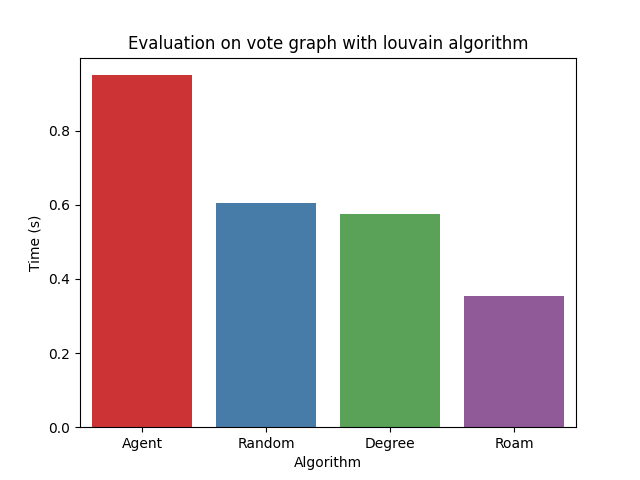 Evaluation on vote graph with louvain algorithm
Time (s)
0.8
0.6
0.4
0.2
0.0
Agent Random Degree Roam
Algorithm